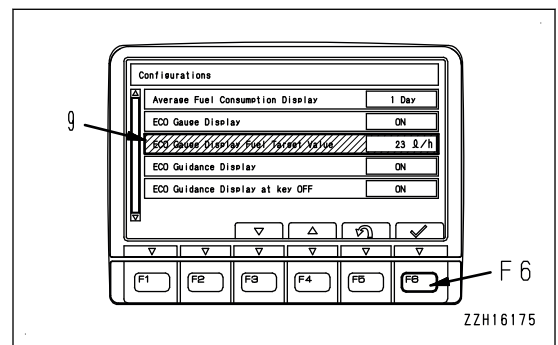 Configurations
Average Fuel Consumption Display 1 Day
ECO Gauge Display ON
9
ECO Gauge Display Fuel Target Value 23 ℓ/h
ECO Guidance Display ON
ECO Guidance Display at key OFF ON
F1 F2 F3 F4 F5 F6
F6
ZZH16175